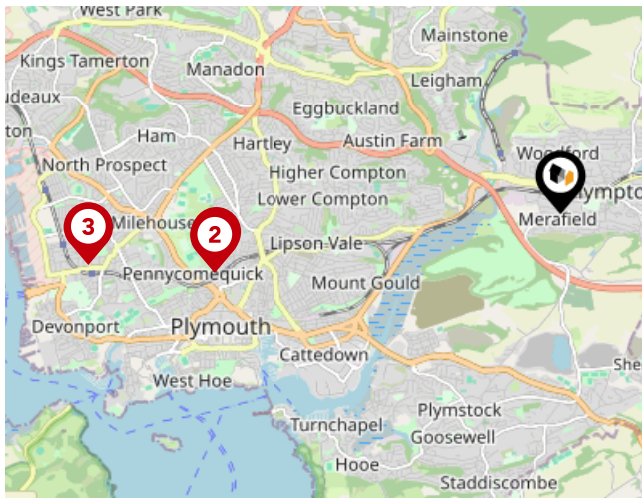 West Park
Mainstone
Kings Tamerton
Manadon
Leigham
udeaux
Eggbuckland
Ham
Hartley
Austin Farm
Woodford
North Prospect
Higher Compton
Lower Compton
Plympto
Merafield
3
Milehouse
2
Lipson Vale
Pennycomequick
Mount Gould
Devonport
Plymouth
Cattedown
West Hoe
She
Plymstock
Turnchapel
Goosewell
Hooe
Staddiscombe